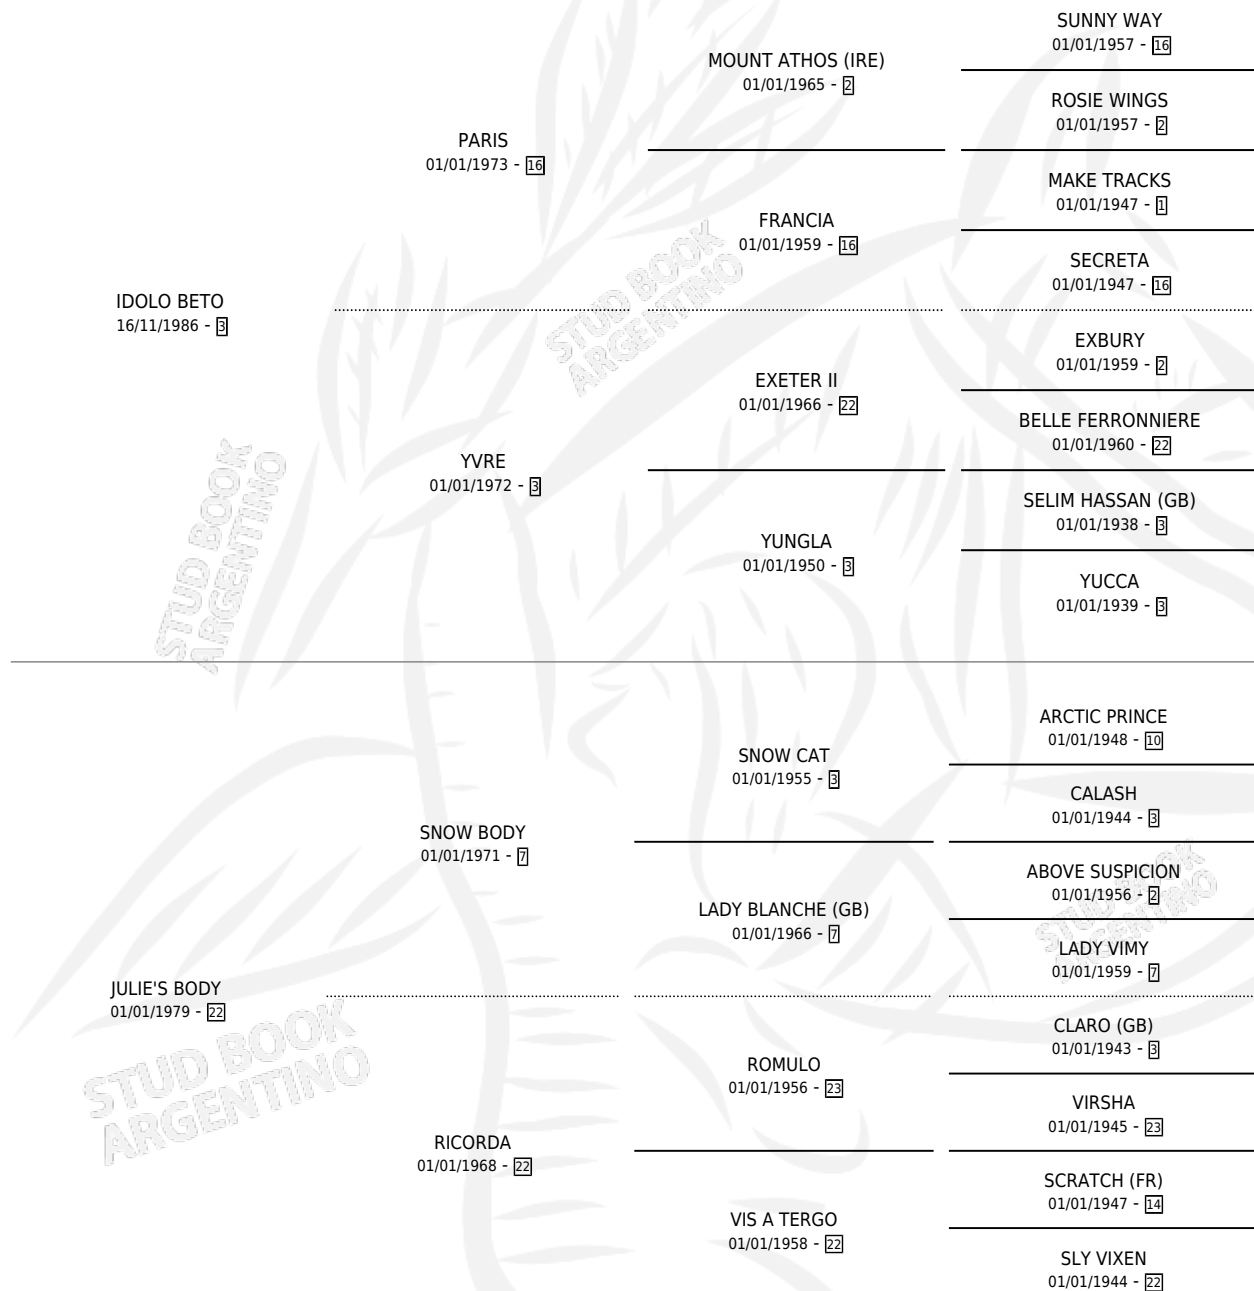 SUNNY WAY
01/01/1957 - 16
MOUNT ATHOS (IRE)
01/01/1965 - 2
ROSIE WINGS
01/01/1957 - 2
PARIS
01/01/1973 - 16
MAKE TRACKS
01/01/1947 - 1
FRANCIA
01/01/1959 - 16
SECRETA
01/01/1947 - 16
IDOLO BETO
16/11/1986 - 3
EXBURY
01/01/1959 - 2
EXETER II
01/01/1966 - 22
BELLE FERRONNIERE
01/01/1960 - 22
YVRE
01/01/1972 - 3
SELIM HASSAN (GB)
01/01/1938 - 3
YUNGLA
01/01/1950 - 3
YUCCA
01/01/1939 - 3
STUD BOOK
ARGENTINO
STUD BOOK
ARGENTINO
ARCTIC PRINCE
01/01/1948 - 10
SNOW CAT
01/01/1955 - 3
CALASH
01/01/1944 - 3
SNOW BODY
01/01/1971 - 7
ABOVE SUSPICION
01/01/1956 - 2
LADY BLANCHE (GB)
01/01/1966 - 7
LADY VIMY
01/01/1959 - 7
JULIE'S BODY
01/01/1979 - 22
CLARO (GB)
01/01/1943 - 3
ROMULO
01/01/1956 - 23
VIRSHA
01/01/1945 - 23
RICORDA
01/01/1968 - 22
SCRATCH (FR)
01/01/1947 - 14
VIS A TERGO
01/01/1958 - 22
SLY VIXEN
01/01/1944 - 22
STUD BOOK
ARGENTINO
STUD BOOK
ARGENTINO